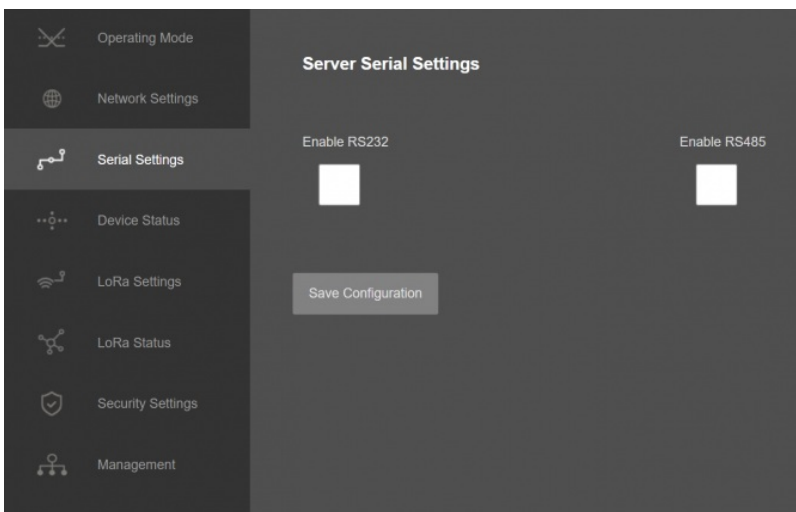 Operating Mode
Network Settings
Serial Settings
Device Status
LoRa Settings
LoRa Status
Security Settings
Management
Server Serial Settings
Enable RS232
Enable RS485
Save Configuration